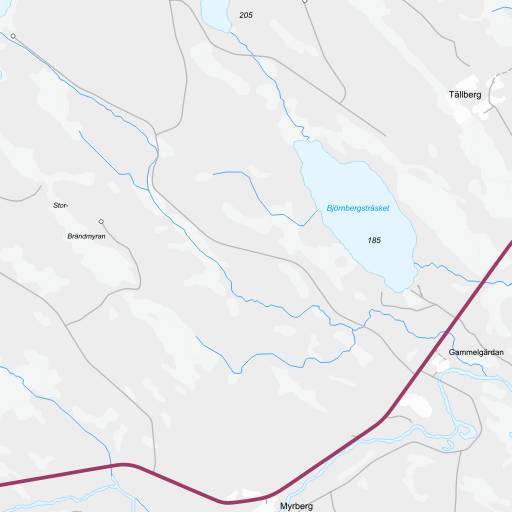 205
Tällberg
Stor-
Björnbergsträsket
Brändmyran
185
Gammelgärdan
Myrberg